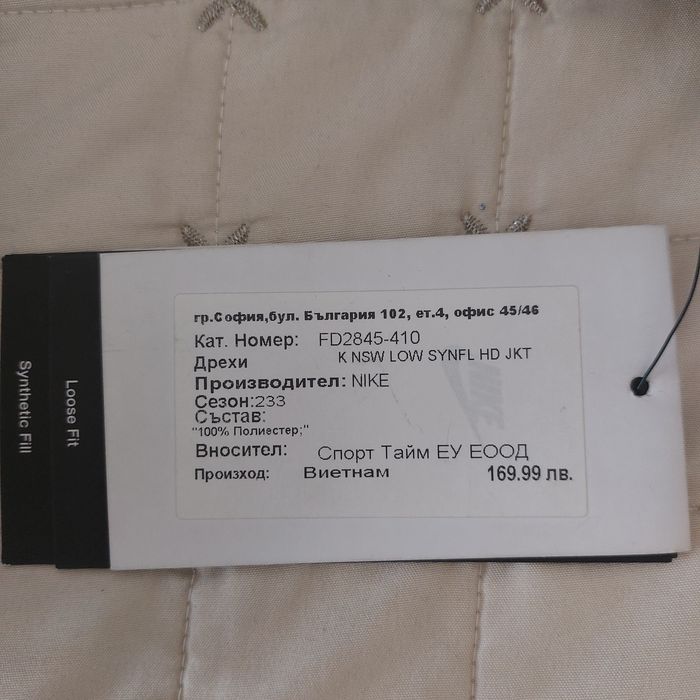 гр.София,бул. България 102, ет.4, офис 45/46
Кат. Номер: FD2845-410
Дрехи K NSW LOW SYNFL HD JKT
Производител: NIKE
Сезон:233
Състав:
"100% Полиестер;"
Вносител: Спорт Тайм ЕУ ЕООД
Произход: Виетнам 169.99 лв.
Loose Fit
Synthetic Fill
NIKE